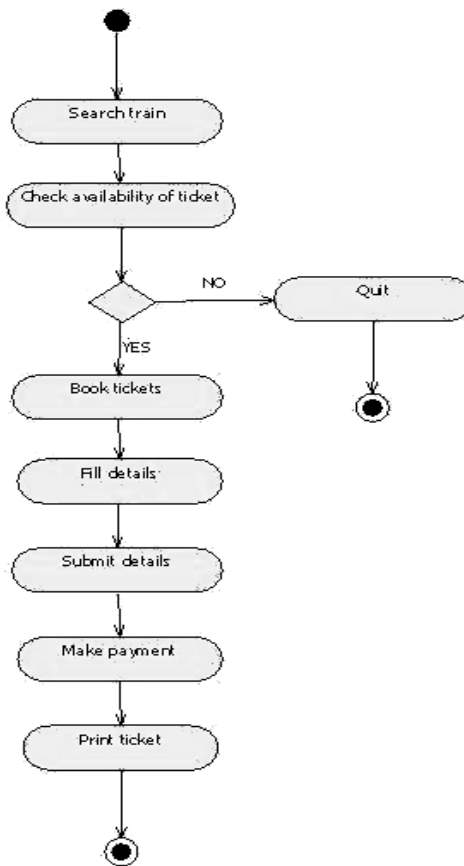 Search train
Check availability of ticket
NO
Quit
YES
Book tickets
Fill details
Submit details
Make payment
Print ticket